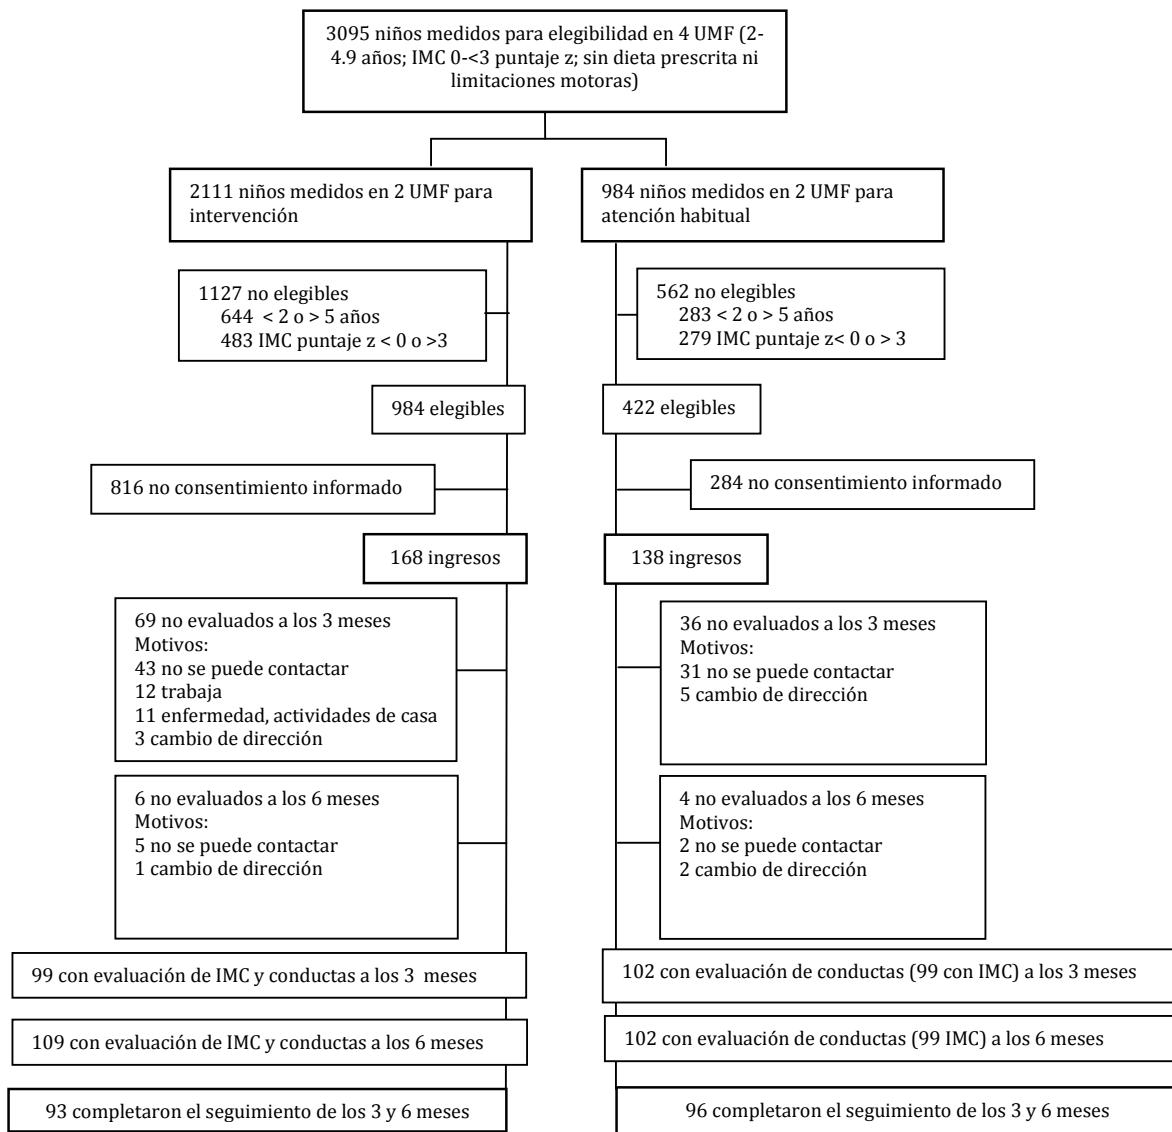 3095 niños medidos para elegibilidad en 4 UMF (2-
4.9 años; IMC 0-<3 puntaje z; sin dieta prescrita ni
limitaciones motoras)
2111 niños medidos en 2 UMF para
intervención
984 niños medidos en 2 UMF para
atención habitual
1127 no elegibles
644 < 2 o > 5 años
483 IMC puntaje z < 0 o >3
562 no elegibles
283 < 2 o > 5 años
279 IMC puntaje z< 0 o > 3
984 elegibles
422 elegibles
816 no consentimiento informado
284 no consentimiento informado
168 ingresos
138 ingresos
69 no evaluados a los 3 meses
Motivos:
43 no se puede contactar
12 trabaja
11 enfermedad, actividades de casa
3 cambio de dirección
36 no evaluados a los 3 meses
Motivos:
31 no se puede contactar
5 cambio de dirección
6 no evaluados a los 6 meses
Motivos:
5 no se puede contactar
1 cambio de dirección
4 no evaluados a los 6 meses
Motivos:
2 no se puede contactar
2 cambio de dirección
99 con evaluación de IMC y conductas a los 3 meses
102 con evaluación de conductas (99 con IMC) a los 3 meses
109 con evaluación de IMC y conductas a los 6 meses
102 con evaluación de conductas (99 IMC) a los 6 meses
93 completaron el seguimiento de los 3 y 6 meses
96 completaron el seguimiento de los 3 y 6 meses